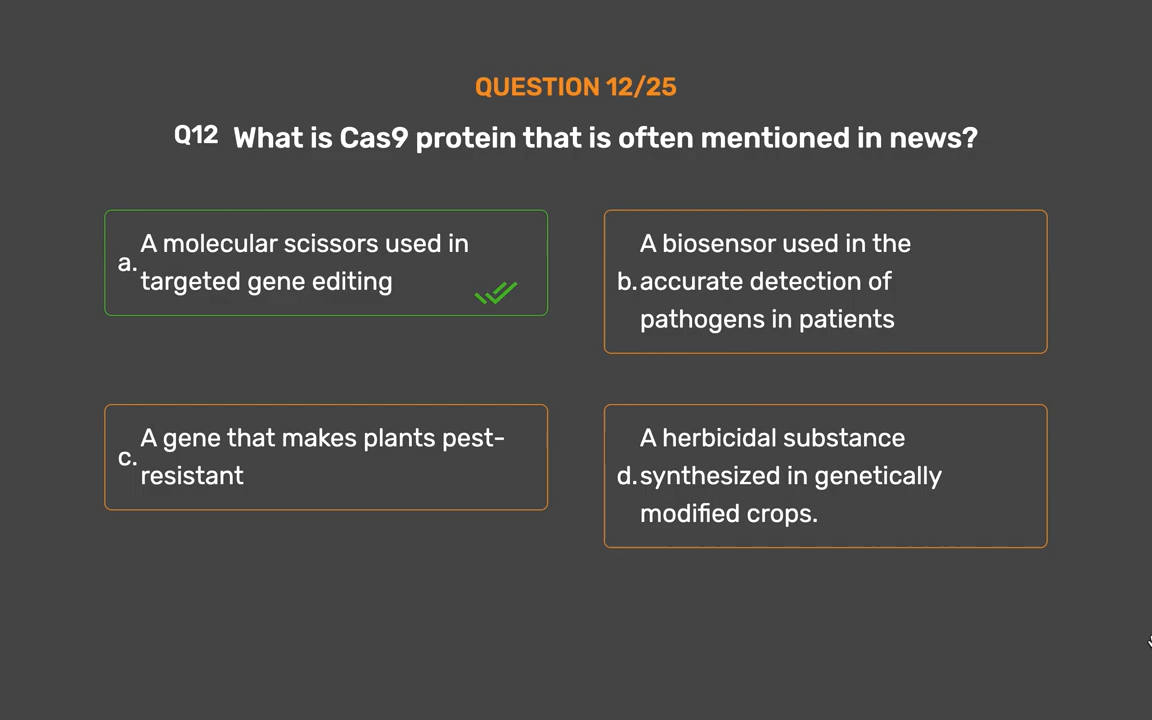 QUESTION 12/25
Q12 What is Cas9 protein that is often mentioned in news?
a. A molecular scissors used in
targeted gene editing
b. A biosensor used in the
accurate detection of
pathogens in patients
c. A gene that makes plants pest-
resistant
d. A herbicidal substance
synthesized in genetically
modified crops.